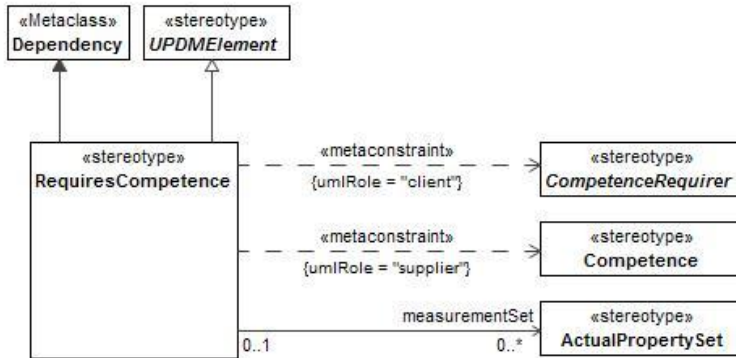 «Metaclass»
Dependency
«stereotype»
UPDMElement
«stereotype»
RequiresCompetence
«metaconstraint»
{umlRole = "client"}
«stereotype»
CompetenceRequirer
«metaconstraint»
{umlRole = "supplier"}
«stereotype»
Competence
measurementSet
0..1
0..*
«stereotype»
ActualPropertySet